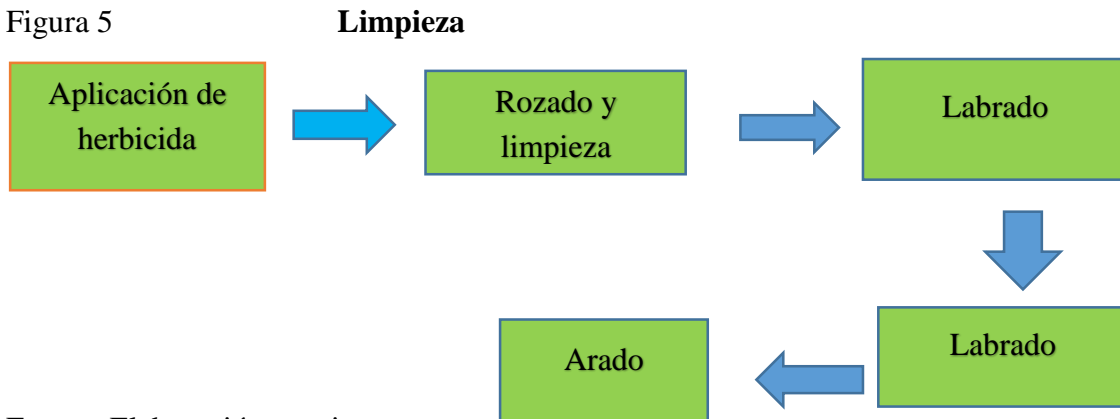 Figura 5 Limpieza
Aplicación de
herbicida
Rozado y
limpieza
Labrado
Labrado
Arado